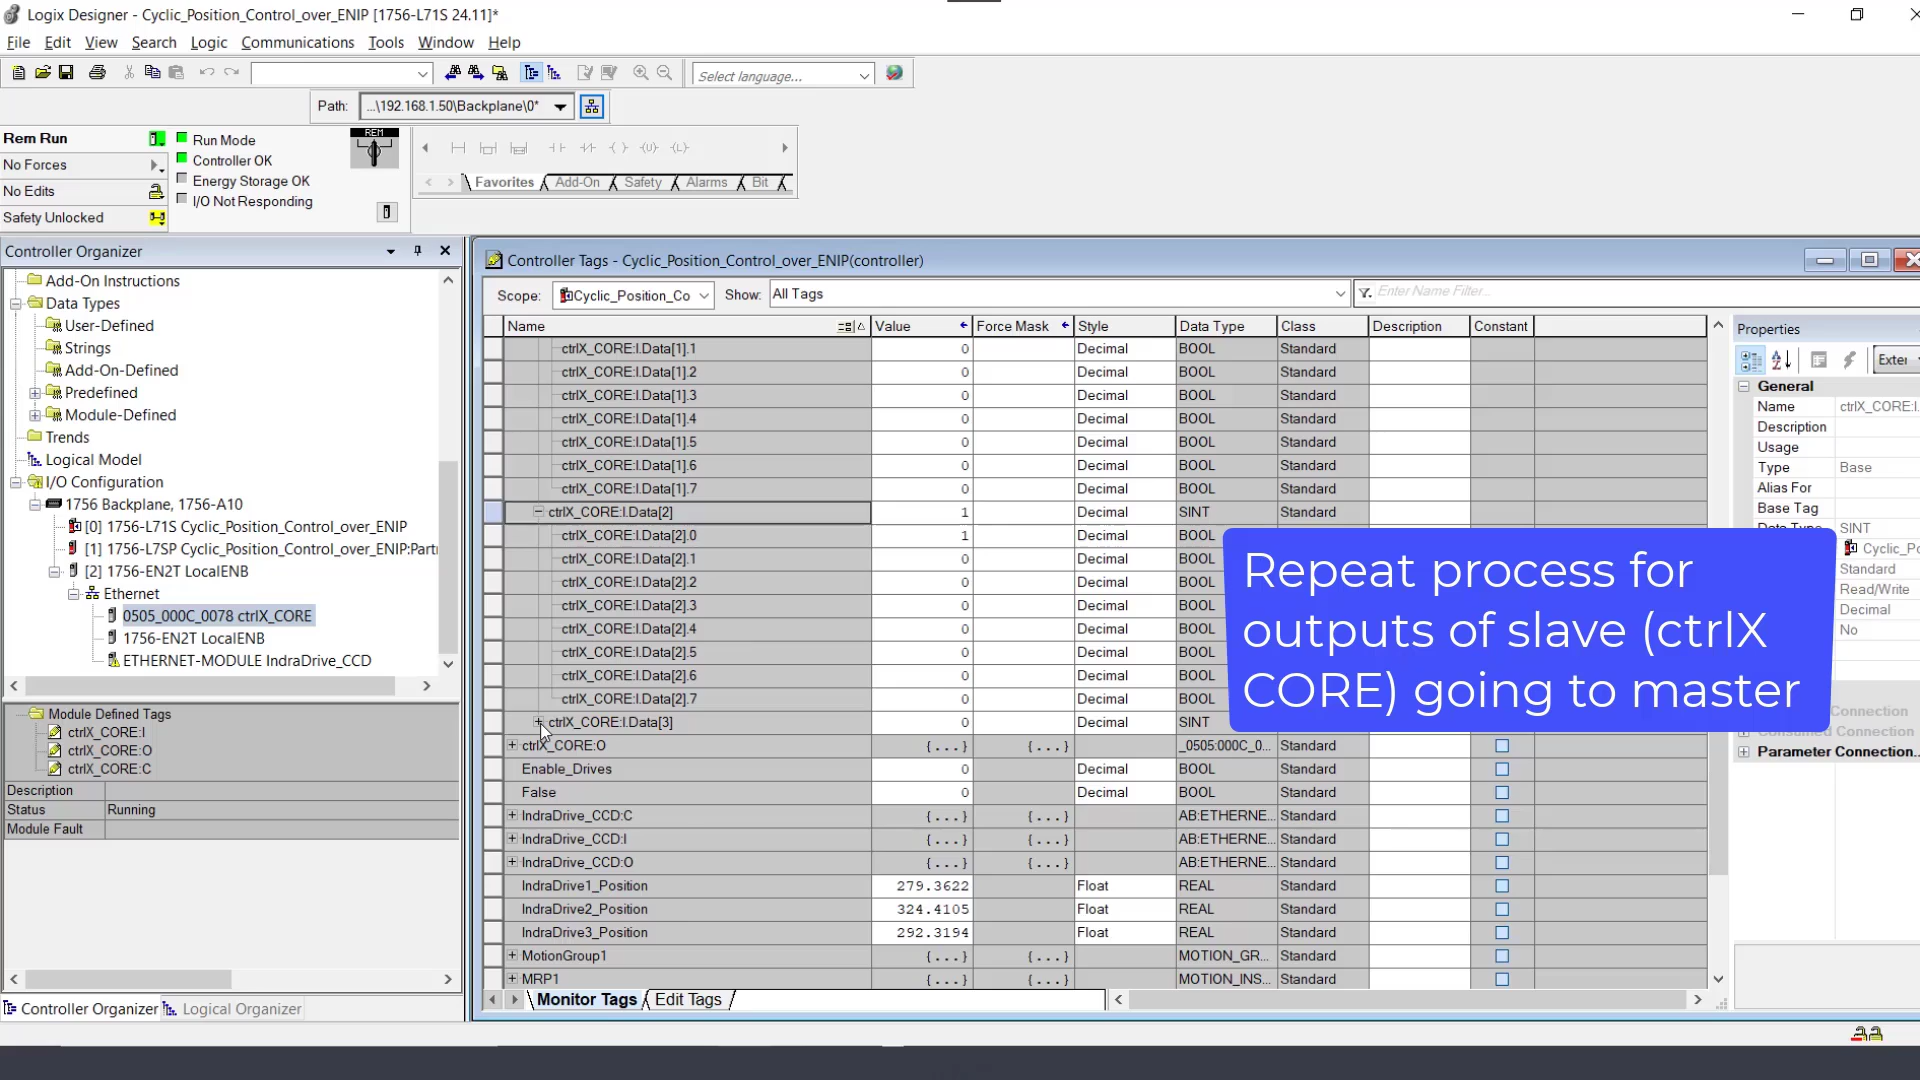 Logix Designer - Cyclic_Position_Control_over_ENIP [1756-L71S 24.11]*
File Edit View Search Logic Communications Tools Window Help
Select language...
Path: ...\192.168.1.50\Backplane\0*
Rem Run
No Forces
No Edits
Safety Unlocked
Run Mode
Controller OK
Energy Storage OK
I/O Not Responding
REM
Favorites Add-On Safety Alarms Bit
Controller Organizer
Add-On Instructions
Data Types
User-Defined
Strings
Add-On-Defined
Predefined
Module-Defined
Trends
Logical Model
I/O Configuration
1756 Backplane, 1756-A10
[0] 1756-L71S Cyclic_Position_Control_over_ENIP
[1] 1756-L7SP Cyclic_Position_Control_over_ENIP:Part
[2] 1756-EN2T LocalENB
Ethernet
0505_000C_0078 ctrlX_CORE
1756-EN2T LocalENB
ETHERNET-MODULE IndraDrive_CCD
Module Defined Tags
ctrlX_CORE:I
ctrlX_CORE:O
ctrlX_CORE:C
Description
Status Running
Module Fault
Controller Organizer Logical Organizer
Controller Tags - Cyclic_Position_Control_over_ENIP(controller)
Scope: Cyclic_Position_Co Show: All Tags Enter Name Filter...
Name Value Force Mask Style Data Type Class Description Constant
ctrlX_CORE:I.Data[1].1 0 Decimal BOOL Standard
ctrlX_CORE:I.Data[1].2 0 Decimal BOOL Standard
ctrlX_CORE:I.Data[1].3 0 Decimal BOOL Standard
ctrlX_CORE:I.Data[1].4 0 Decimal BOOL Standard
ctrlX_CORE:I.Data[1].5 0 Decimal BOOL Standard
ctrlX_CORE:I.Data[1].6 0 Decimal BOOL Standard
ctrlX_CORE:I.Data[1].7 0 Decimal BOOL Standard
ctrlX_CORE:I.Data[2] 1 Decimal SINT Standard
ctrlX_CORE:I.Data[2].0 1 Decimal BOOL
ctrlX_CORE:I.Data[2].1 0 Decimal BOOL
ctrlX_CORE:I.Data[2].2 0 Decimal BOOL
ctrlX_CORE:I.Data[2].3 0 Decimal BOOL
ctrlX_CORE:I.Data[2].4 0 Decimal BOOL
ctrlX_CORE:I.Data[2].5 0 Decimal BOOL
ctrlX_CORE:I.Data[2].6 0 Decimal BOOL
ctrlX_CORE:I.Data[2].7 0 Decimal BOOL
ctrlX_CORE:I.Data[3] 0 Decimal SINT
ctrlX_CORE:O {...} {...} _0505:000C_0... Standard
Enable_Drives 0 Decimal BOOL Standard
False 0 Decimal BOOL Standard
IndraDrive_CCD:C {...} {...} AB:ETHERNE... Standard
IndraDrive_CCD:I {...} {...} AB:ETHERNE... Standard
IndraDrive_CCD:O {...} {...} AB:ETHERNE... Standard
IndraDrive1_Position 279.3622 Float REAL Standard
IndraDrive2_Position 324.4105 Float REAL Standard
IndraDrive3_Position 292.3194 Float REAL Standard
MotionGroup1 {...} {...} MOTION_GR... Standard
MRP1 {...} {...} MOTION_INS... Standard
Monitor Tags Edit Tags
Repeat process for
outputs of slave (ctrlX
CORE) going to master
Properties
Exter
General
Name ctrlX_CORE:I.
Description
Usage
Type Base
Alias For
Base Tag
SINT
Cyclic_Po
Standard
Read/Write
Decimal
No
Connection
Connection
Parameter Connection...